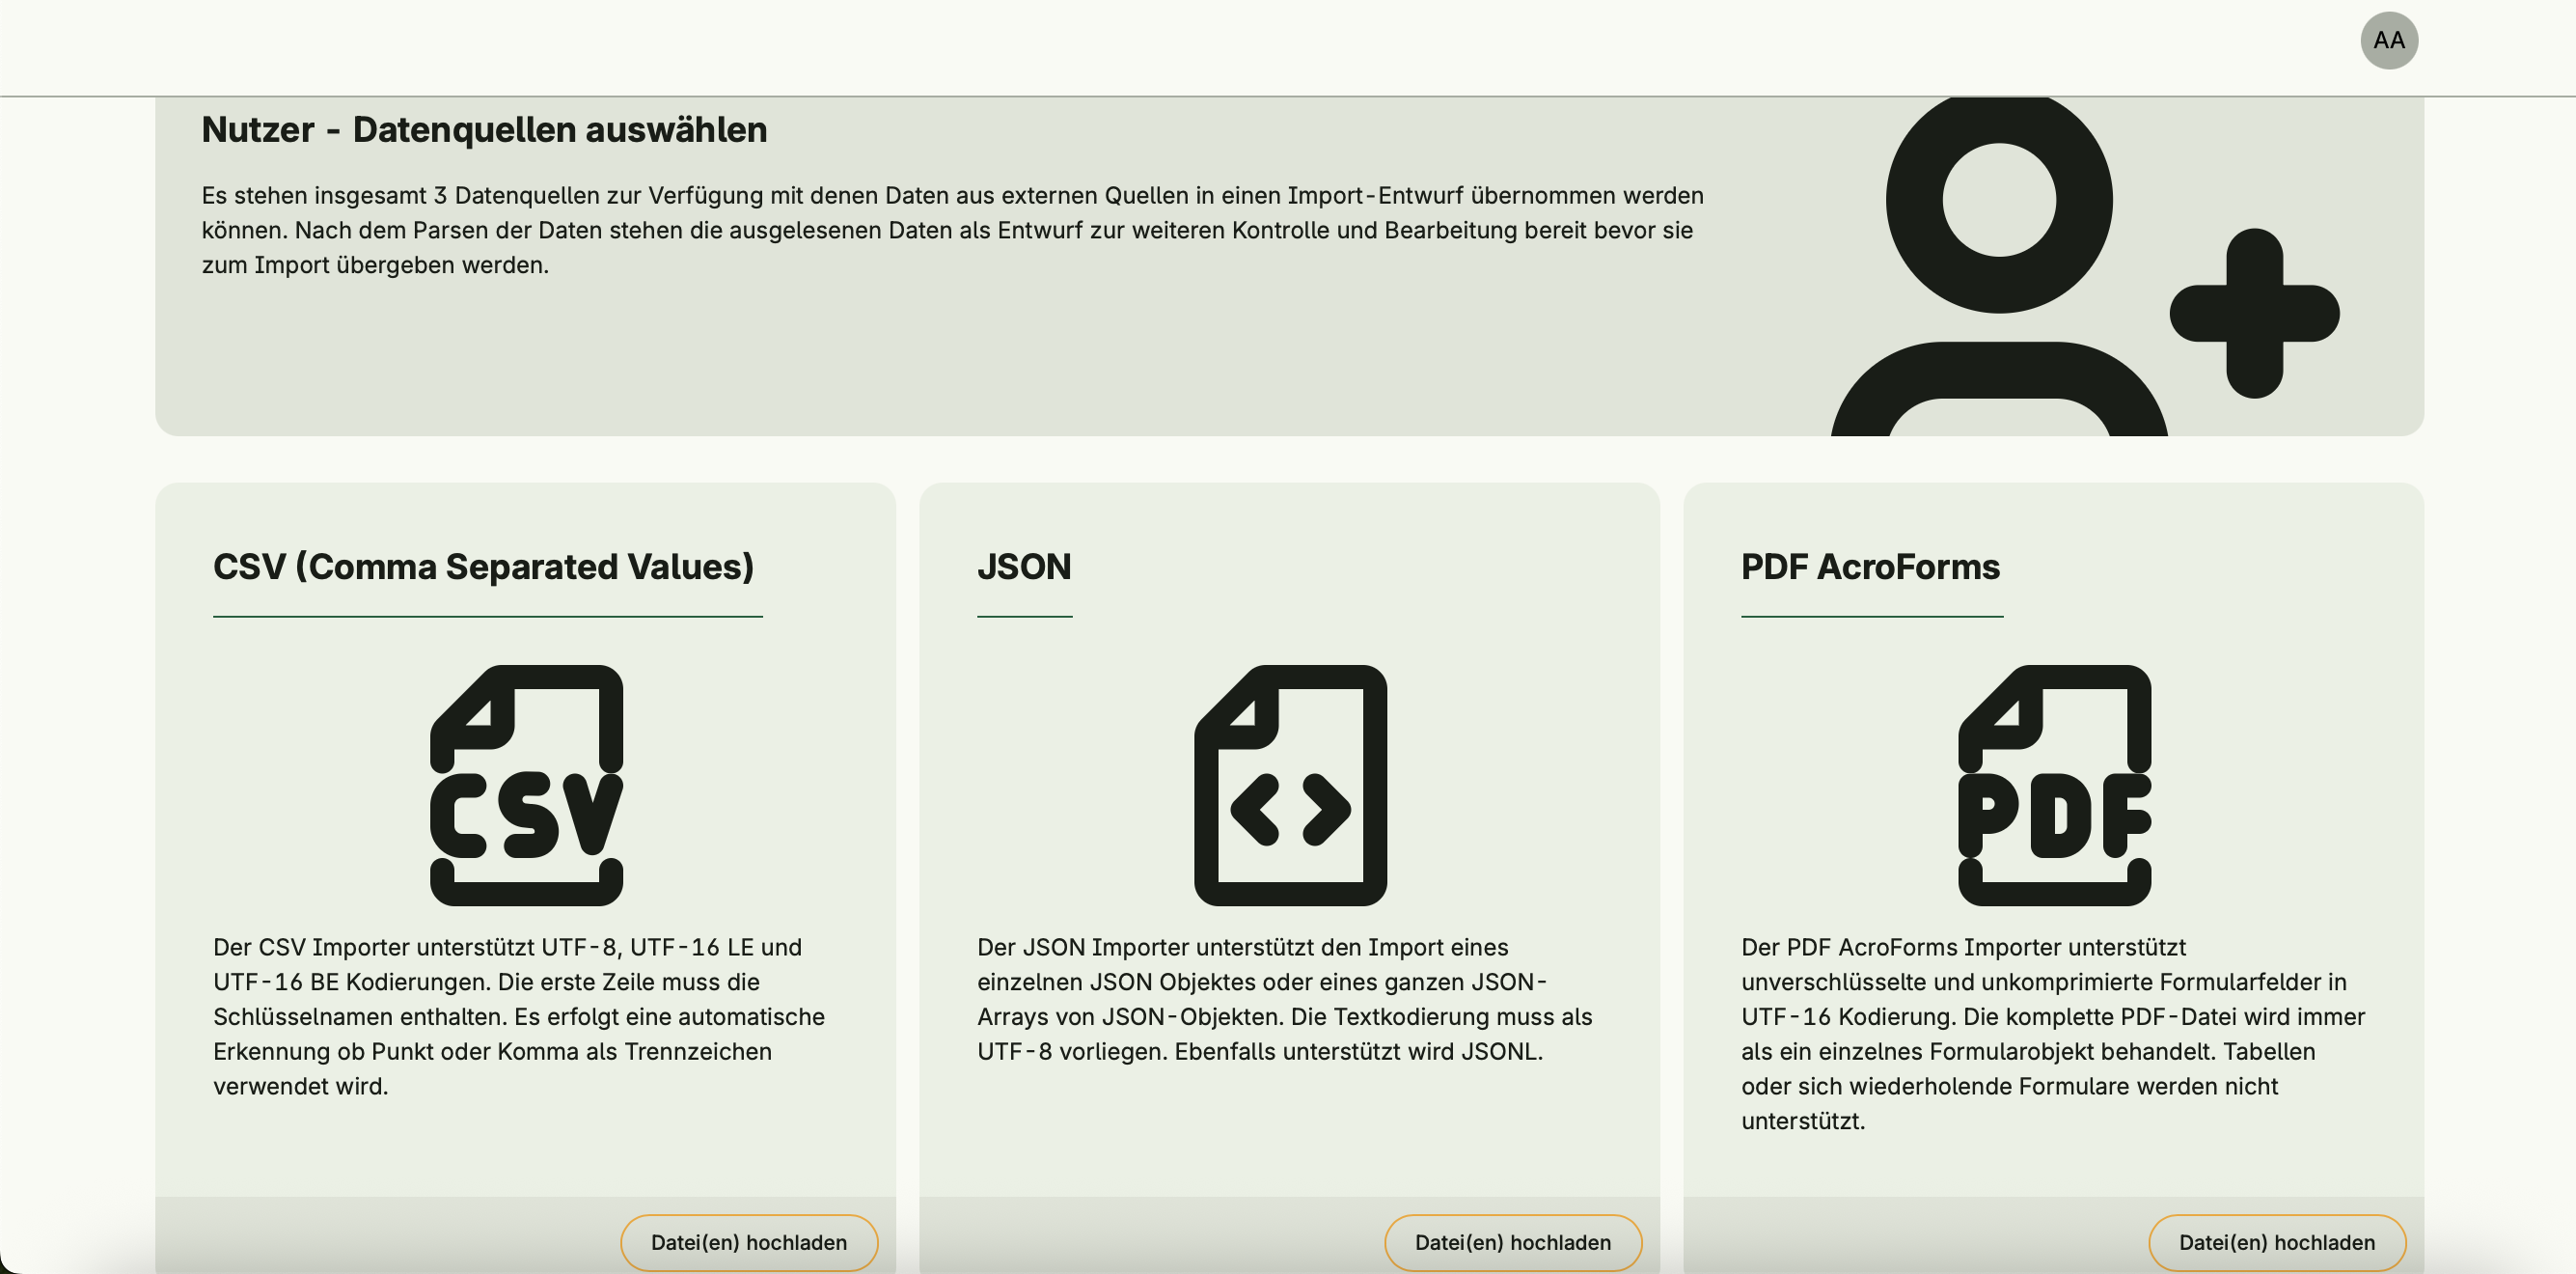 AA
Nutzer - Datenquellen auswählen
Es stehen insgesamt 3 Datenquellen zur Verfügung mit denen Daten aus externen Quellen in einen Import-Entwurf übernommen werden
können. Nach dem Parsen der Daten stehen die ausgelesenen Daten als Entwurf zur weiteren Kontrolle und Bearbeitung bereit bevor sie
zum Import übergeben werden.
CSV (Comma Separated Values)
CSV
Der CSV Importer unterstützt UTF-8, UTF-16 LE und
UTF-16 BE Kodierungen. Die erste Zeile muss die
Schlüsselnamen enthalten. Es erfolgt eine automatische
Erkennung ob Punkt oder Komma als Trennzeichen
verwendet wird.
Datei(en) hochladen
JSON
<>
Der JSON Importer unterstützt den Import eines
einzelnen JSON Objektes oder eines ganzen JSON-
Arrays von JSON-Objekten. Die Textkodierung muss als
UTF-8 vorliegen. Ebenfalls unterstützt wird JSONL.
Datei(en) hochladen
PDF AcroForms
PDF
Der PDF AcroForms Importer unterstützt
unverschlüsselte und unkomprimierte Formularfelder in
UTF-16 Kodierung. Die komplette PDF-Datei wird immer
als ein einzelnes Formularobjekt behandelt. Tabellen
oder sich wiederholende Formulare werden nicht
unterstützt.
Datei(en) hochladen